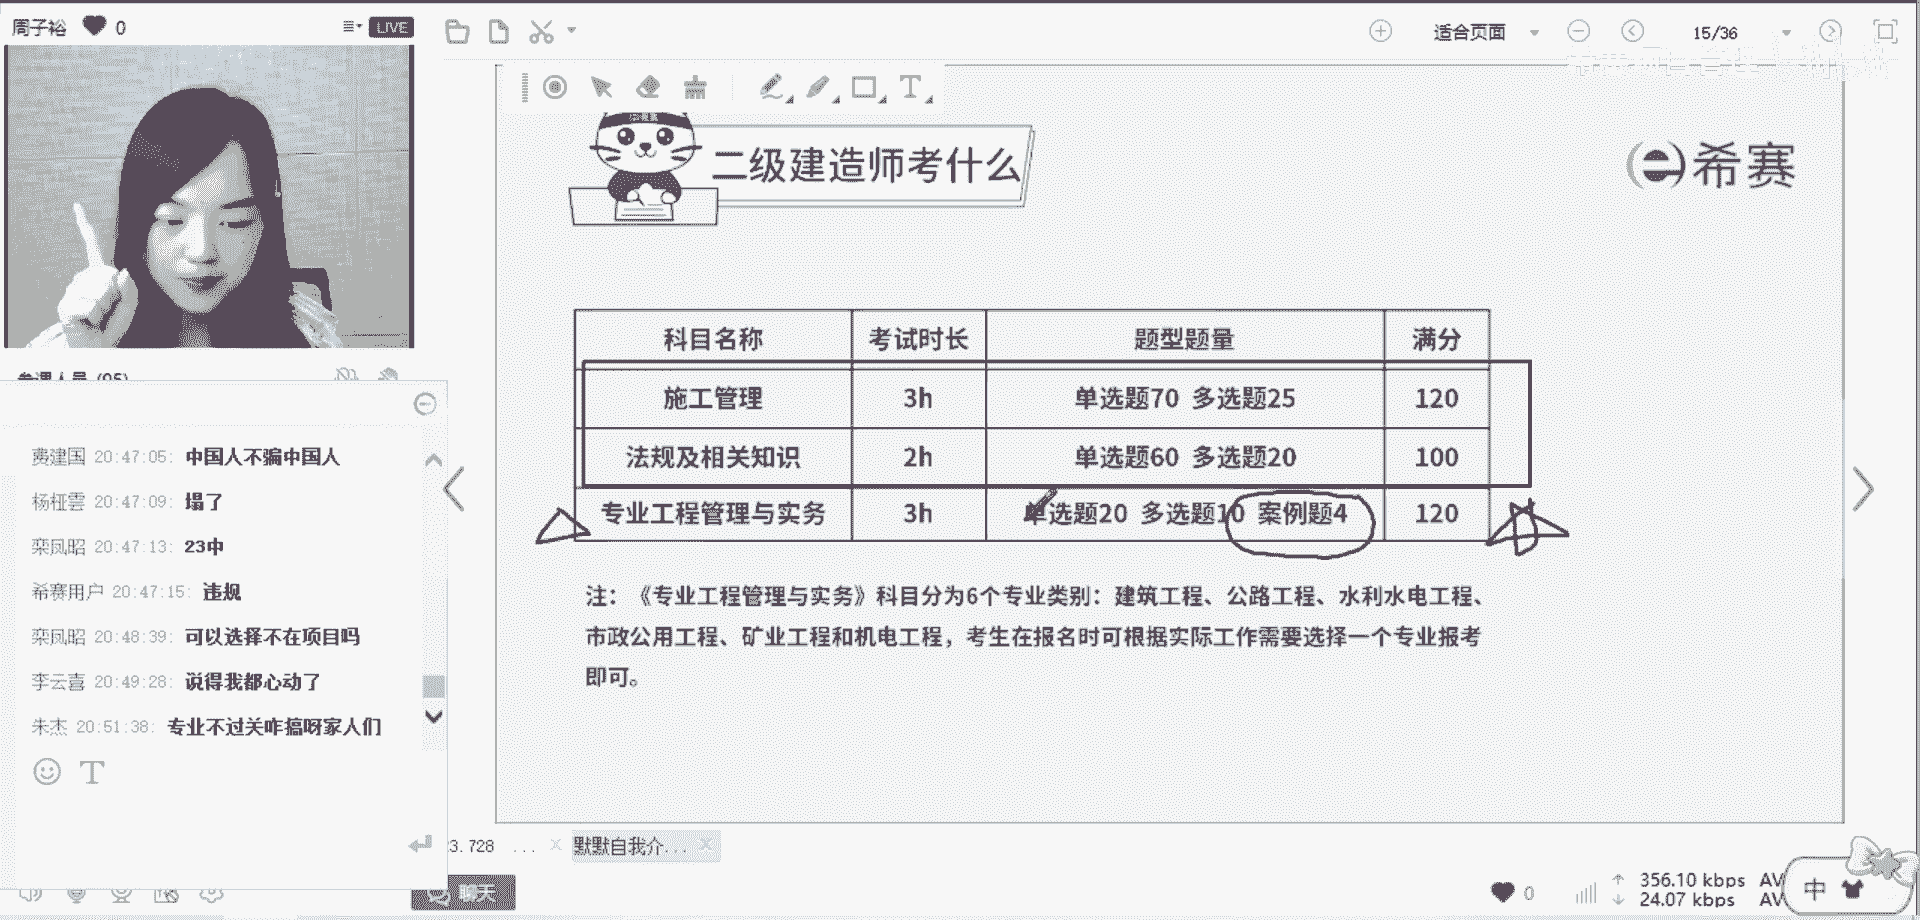 周子裕 0 LIVE
适合页面 15/36
二级建造师考什么
希赛
科目名称 考试时长 题型题量 满分
施工管理 3h 单选题70 多选题25 120
法规及相关知识 2h 单选题60 多选题20 100
专业工程管理与实务 3h 单选题20 多选题10 案例题4 120
注：《专业工程管理与实务》科目分为6个专业类别：建筑工程、公路工程、水利水电工程、
市政公用工程、矿业工程和机电工程，考生在报名时可根据实际工作需要选择一个专业报考
即可。
费建国 20:47:05: 中国人不骗中国人
杨桠雲 20:47:09: 塌了
栾凤昭 20:47:13: 23中
希赛用户 20:47:15: 违规
栾凤昭 20:48:39: 可以选择不在项目吗
李云喜 20:49:28: 说得我都心动了
朱杰 20:51:38: 专业不过关咋搞呀家人们
3.728 ... 默默自我介...
聊天
0 356.10 kbps AV
24.07 kbps AV
中